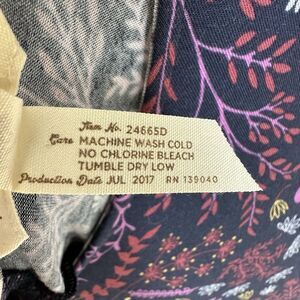 Item No. 24665D
Care MACHINE WASH COLD
NO CHLORINE BLEACH
TUMBLE DRY LOW
Production Date JUL 2017 RN 139040